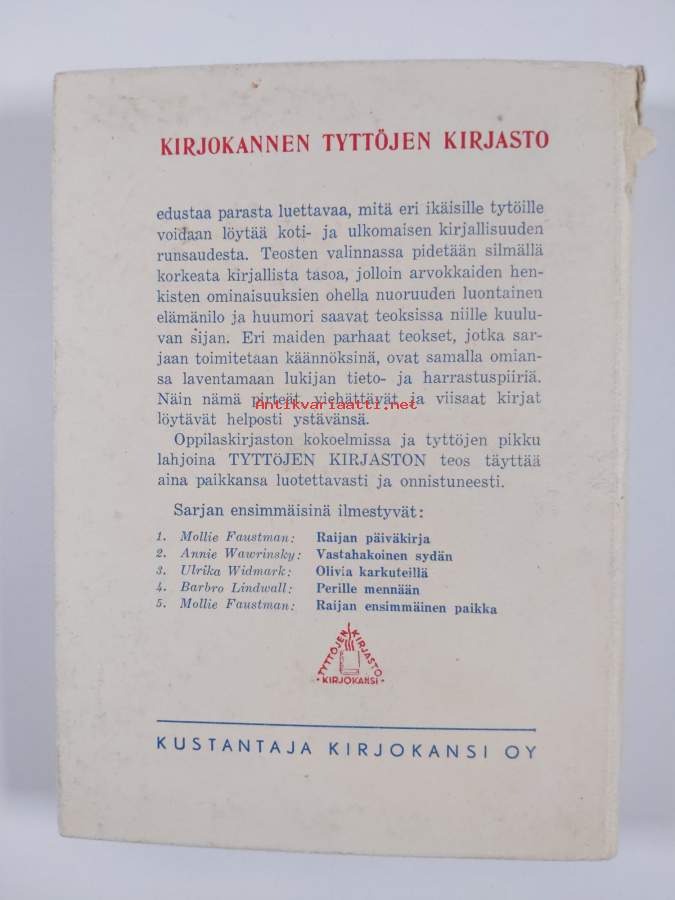 KIRJOKANNEN TYTTÖJEN KIRJASTO
edustaa parasta luettavaa, mitä eri ikäisille tytöille
voidaan löytää koti- ja ulkomaisen kirjallisuuden
runsaudesta. Teosten valinnassa pidetään silmällä
korkeata kirjallista tasoa, jolloin arvokkaiden hen-
kisten ominaisuuksien ohella nuoruuden luontainen
elämänilo ja huumori saavat teoksissa niille kuulu-
van sijan. Eri maiden parhaat teokset, jotka sar-
jaan toimitetaan käännöksinä, ovat samalla omian-
sa laventamaan lukijan tieto- ja harrastuspiiriä.
Näin nämä pirteät, viehättävät ja viisaat kirjat
Antikvariaatti.net
löytävät helposti ystävänsä.
Oppilaskirjaston kokoelmissa ja tyttöjen pikku
lahjoina TYTTÖJEN KIRJASTON teos täyttää
aina paikkansa luotettavasti ja onnistuneesti.
Sarjan ensimmäisinä ilmestyvät:
1. Mollie Faustman: Raijan päiväkirja
2. Annie Wawrinsky: Vastahakoinen sydän
3. Ulrika Widmark: Olivia karkuteillä
4. Barbro Lindwall: Perille mennään
5. Mollie Faustman: Raijan ensimmäinen paikka
TYTTÖJEN KIRJASTO
KIRJOKANSI
KUSTANTAJA KIRJOKANSI OY